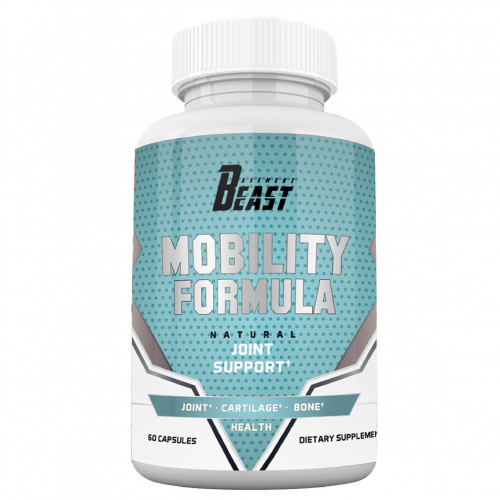 BEAST
MOBILITY
FORMULA
NATURAL
JOINT
SUPPORT†
JOINT† · CARTILAGE† · BONE†
HEALTH
60 CAPSULES DIETARY SUPPLEMEN